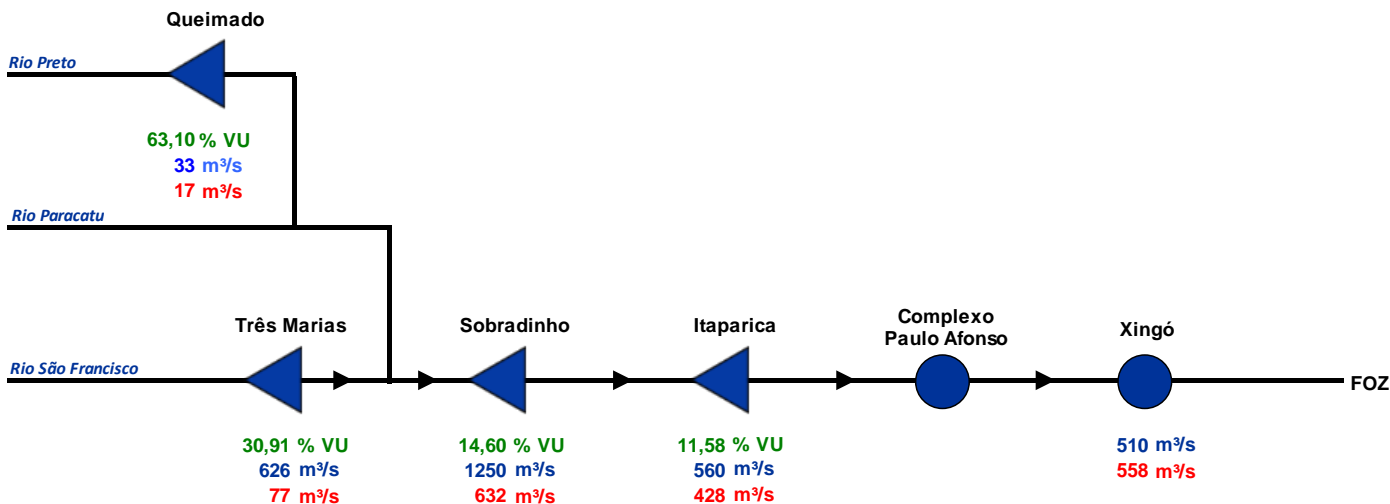 Queimado
Rio Preto
63,10 % VU
33 m³/s
17 m³/s
Rio Paracatu
Três Marias
Sobradinho
Itaparica
Complexo
Paulo Afonso
Xingó
Rio São Francisco
FOZ
30,91 % VU
626 m³/s
77 m³/s
14,60 % VU
1250 m³/s
632 m³/s
11,58 % VU
560 m³/s
428 m³/s
510 m³/s
558 m³/s